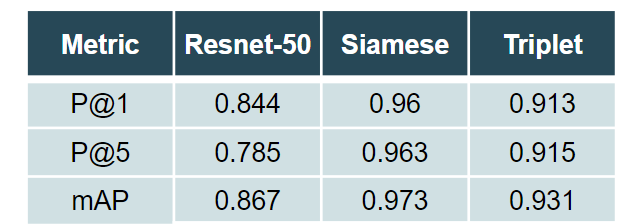 Metric Resnet-50 Siamese Triplet
P@1 0.844 0.96 0.913
P@5 0.785 0.963 0.915
mAP 0.867 0.973 0.931